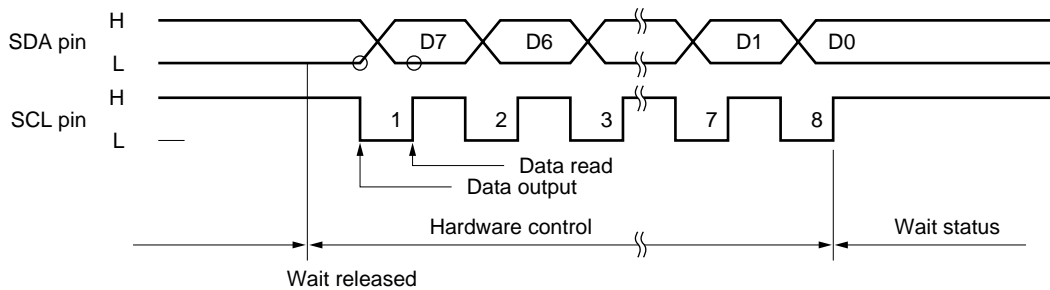 H
SDA pin
D7 D6 D1 D0
L
H
SCL pin
1 2 3 7 8
L
Data read
Data output
Hardware control
Wait status
Wait released